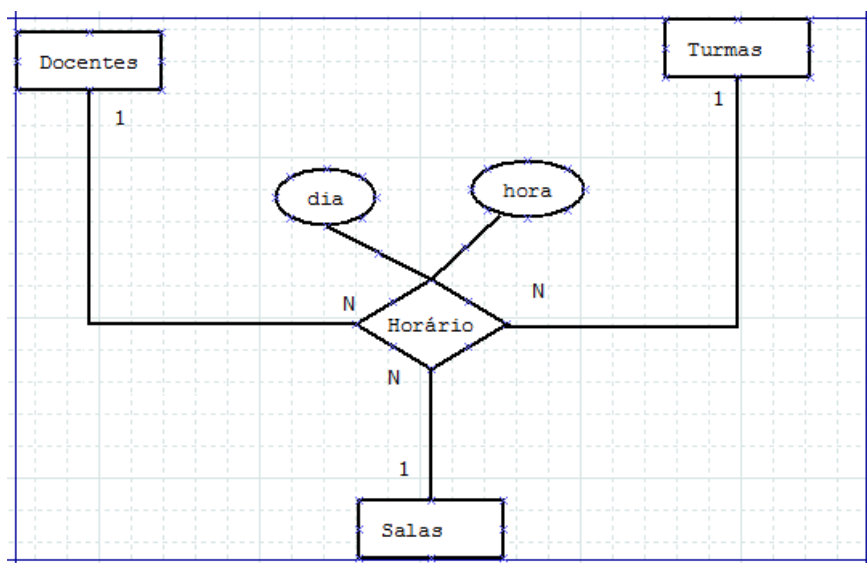 Docentes
Turmas
1
1
dia
hora
N
N
Horário
N
1
Salas